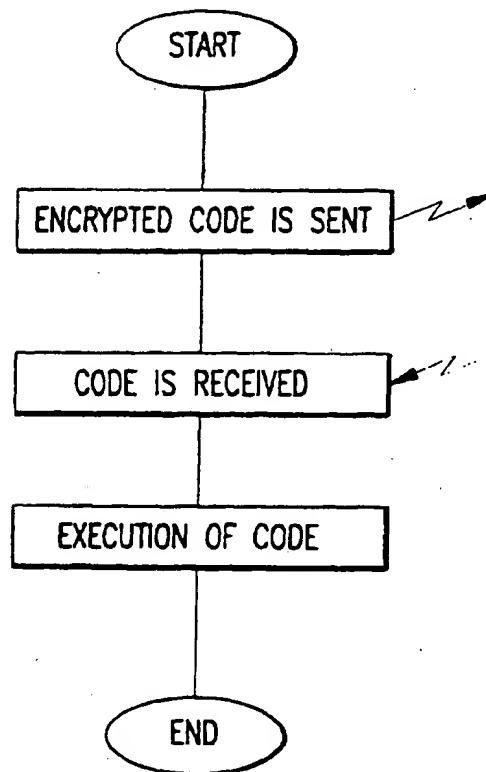 START
ENCRYPTED CODE IS SENT
CODE IS RECEIVED
EXECUTION OF CODE
END